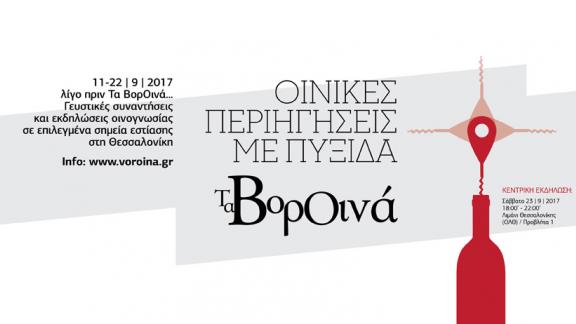 11-22 | 9 | 2017
λίγο πριν Τα ΒορΟινά...
Γευστικές συναντήσεις
και εκδηλώσεις οινογνωσίας
σε επιλεγμένα σημεία εστίασης
στη Θεσσαλονίκη
Info: www.voroina.gr
ΟΙΝΙΚΕΣ
ΠΕΡΙΗΓΗΣΕΙΣ
ΜΕ ΠΥΞΙΔΑ
Τα ΒορΟινά
ΚΕΝΤΡΙΚΗ ΕΚΔΗΛΩΣΗ:
Σάββατο 23 | 9 | 2017
18:00' - 22:00'
Λιμάνι Θεσσαλονίκης
(ΟΛΘ) / Προβλήτα 1